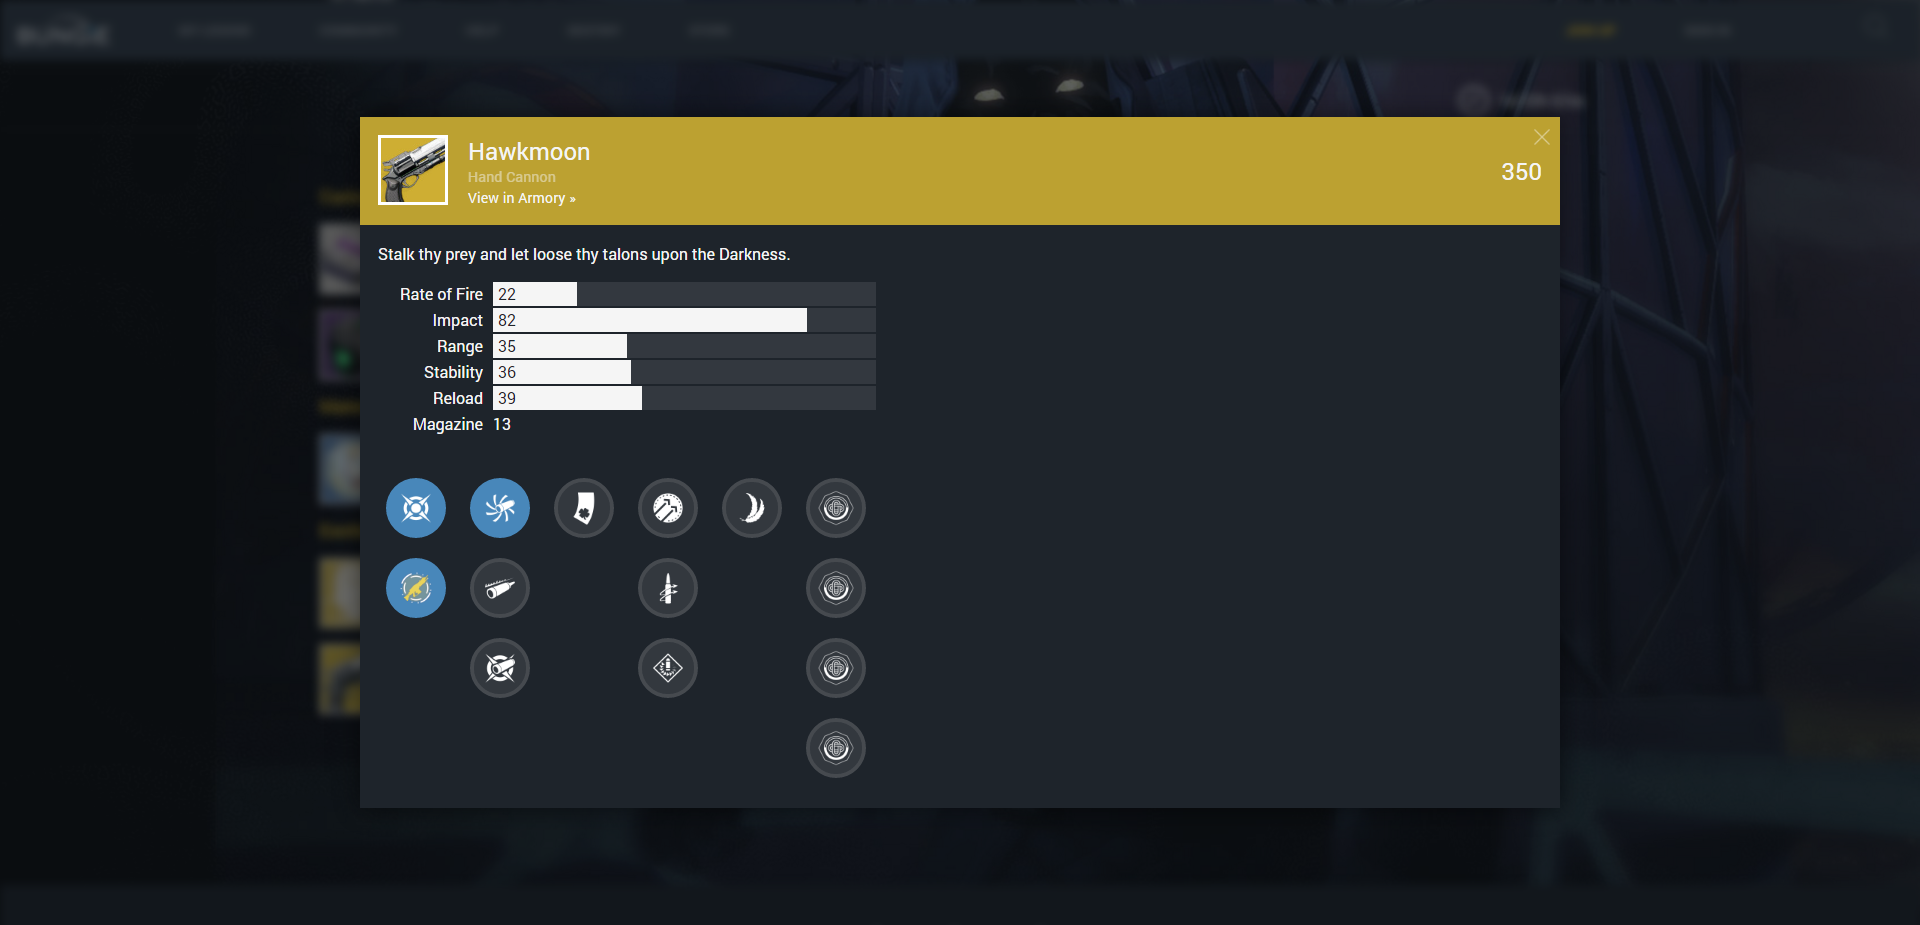 Hawkmoon
Hand Cannon
View in Armory »
350
Stalk thy prey and let loose thy talons upon the Darkness.
Rate of Fire 22
Impact 82
Range 35
Stability 36
Reload 39
Magazine 13